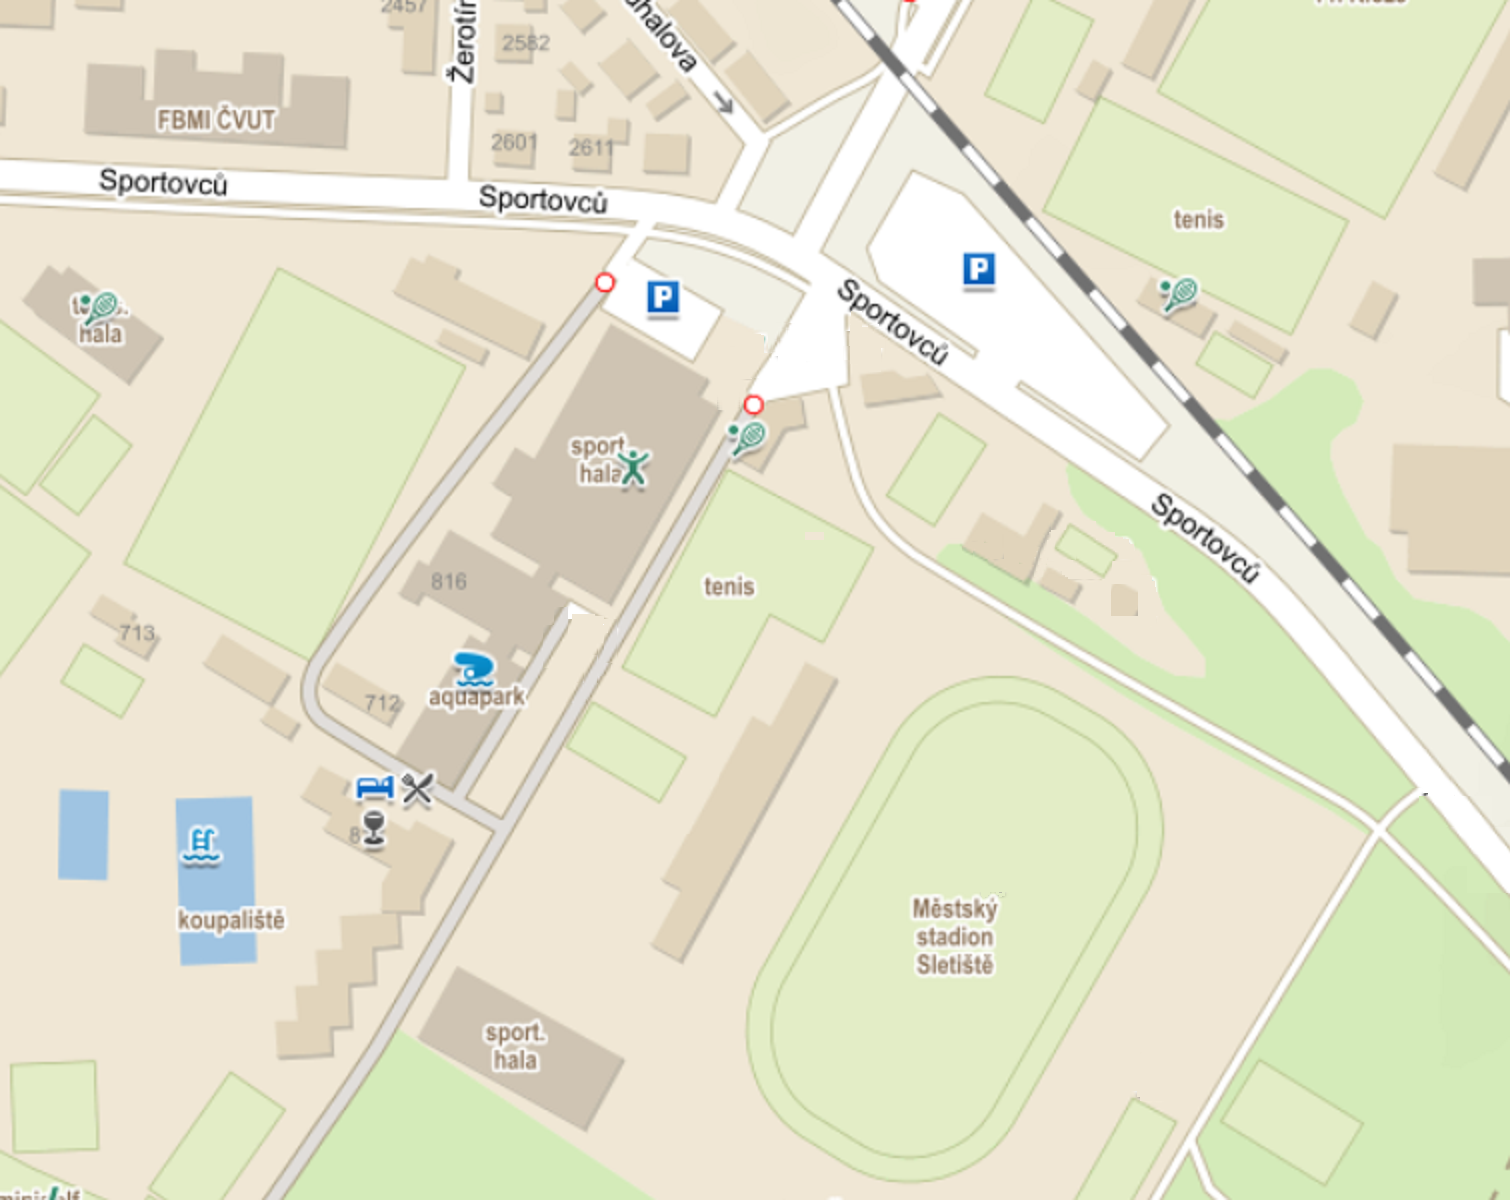 2457
2582
FBMI ČVUT
2601
2611
Sportovců
Sportovců
tenis
P
P
hala
Sportovců
sport.
hala
Sportovců
816
tenis
713
aquapark
712
koupaliště
Městský
stadion
Sletiště
sport.
hala